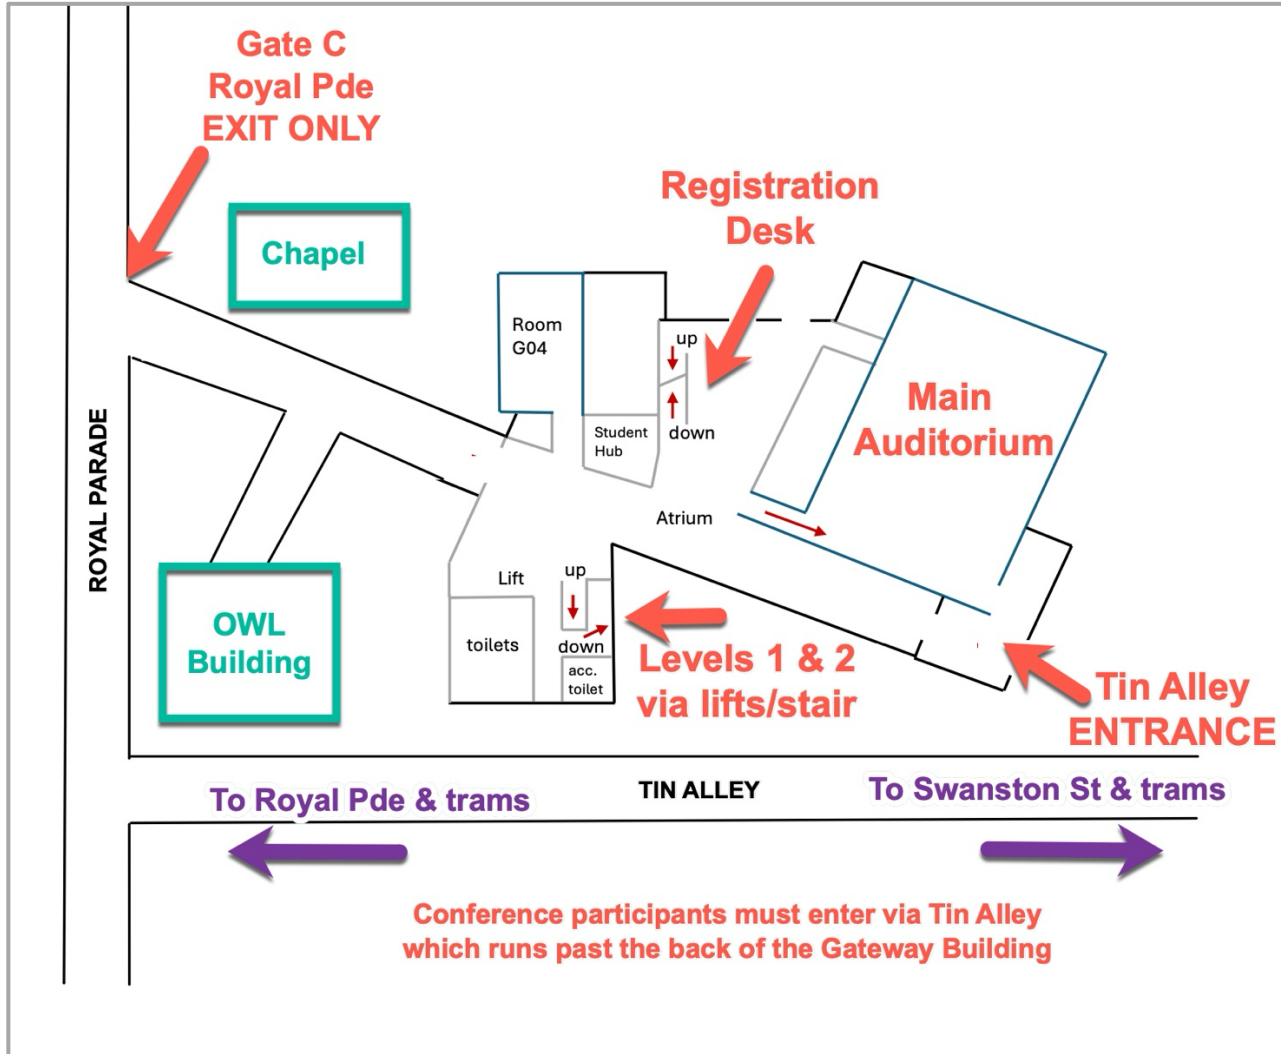 Gate C
Royal Pde
EXIT ONLY
Chapel
Registration
Desk
Room
G04
up
down
Student
Hub
Main
Auditorium
Atrium
ROYAL PARADE
Lift
up
toilets
down
acc.
toilet
OWL
Building
Levels 1 & 2
via lifts/stair
Tin Alley
ENTRANCE
To Royal Pde & trams
TIN ALLEY
To Swanston St & trams
Conference participants must enter via Tin Alley
which runs past the back of the Gateway Building